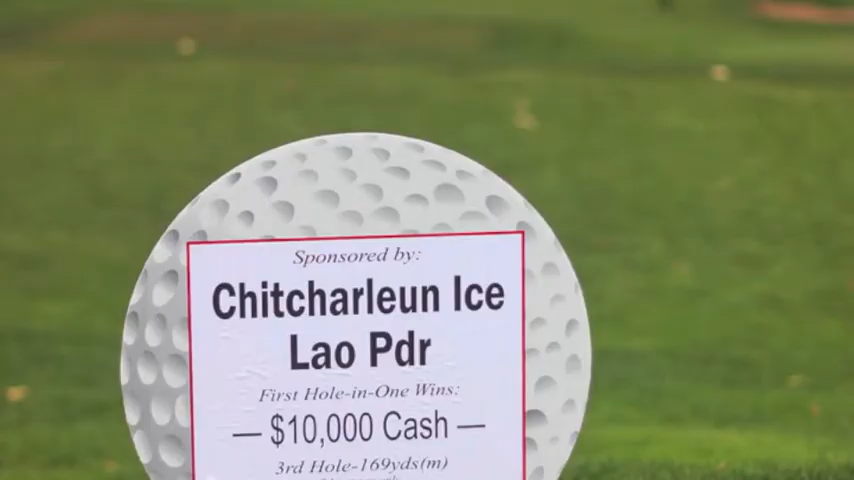 Sponsored by:
Chitcharleun Ice
Lao Pdr
First Hole-in-One Wins:
— $10,000 Cash —
3rd Hole-169yds(m)